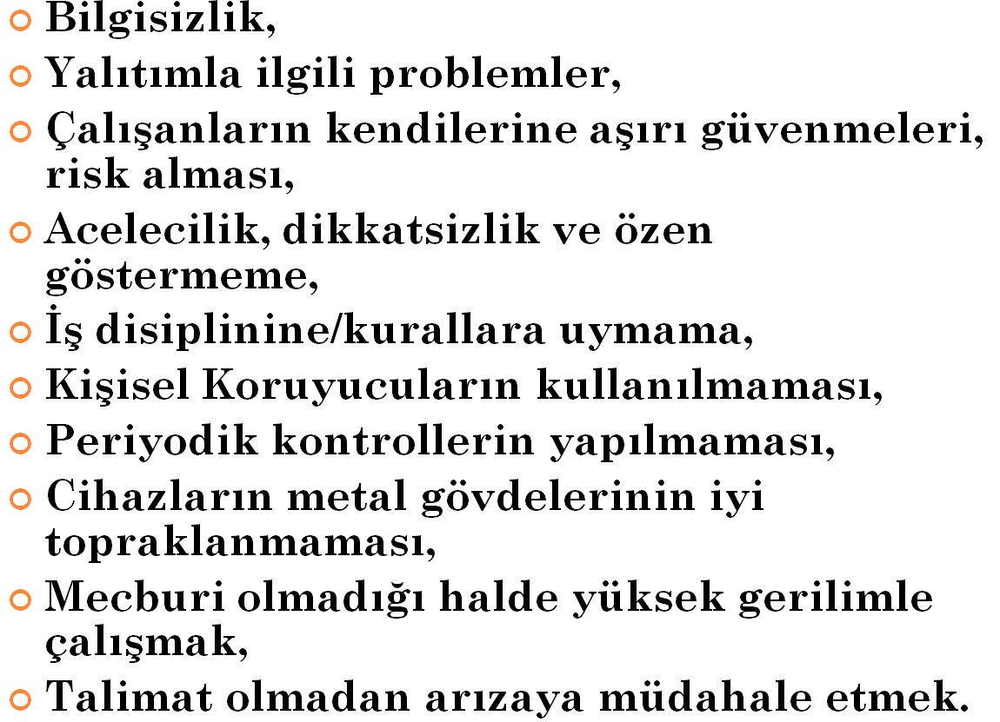 Bilgisizlik,
Yalıtımla ilgili problemler,
Çalışanların kendilerine aşırı güvenmeleri,
risk alması,
Acelecilik, dikkatsizlik ve özen
göstermeme,
İş disiplinine/kurallara uymama,
Kişisel Koruyucuların kullanılmaması,
Periyodik kontrollerin yapılmaması,
Cihazların metal gövdelerinin iyi
topraklanmaması,
Mecburi olmadığı halde yüksek gerilimle
çalışmak,
Talimat olmadan arızaya müdahale etmek.